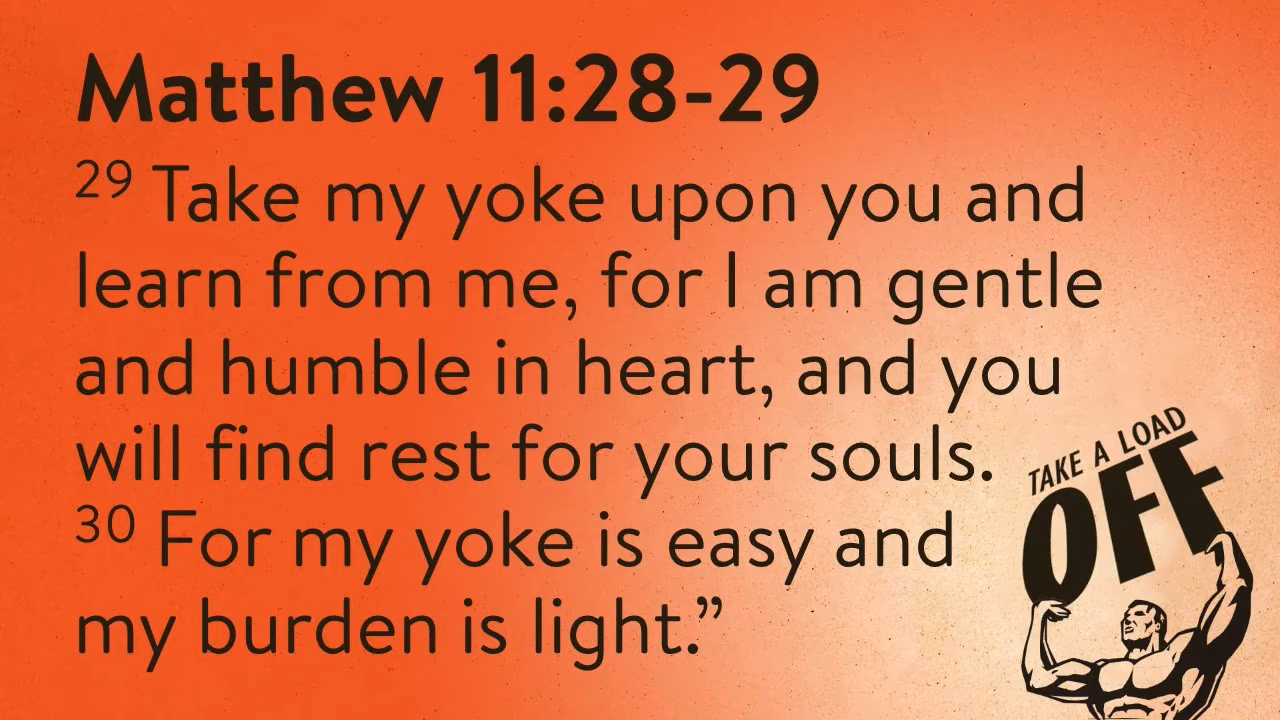 Matthew 11:28-29
29 Take my yoke upon you and
learn from me, for I am gentle
and humble in heart, and you
will find rest for your souls.
30 For my yoke is easy and
my burden is light.”
TAKE A LOAD
OFF